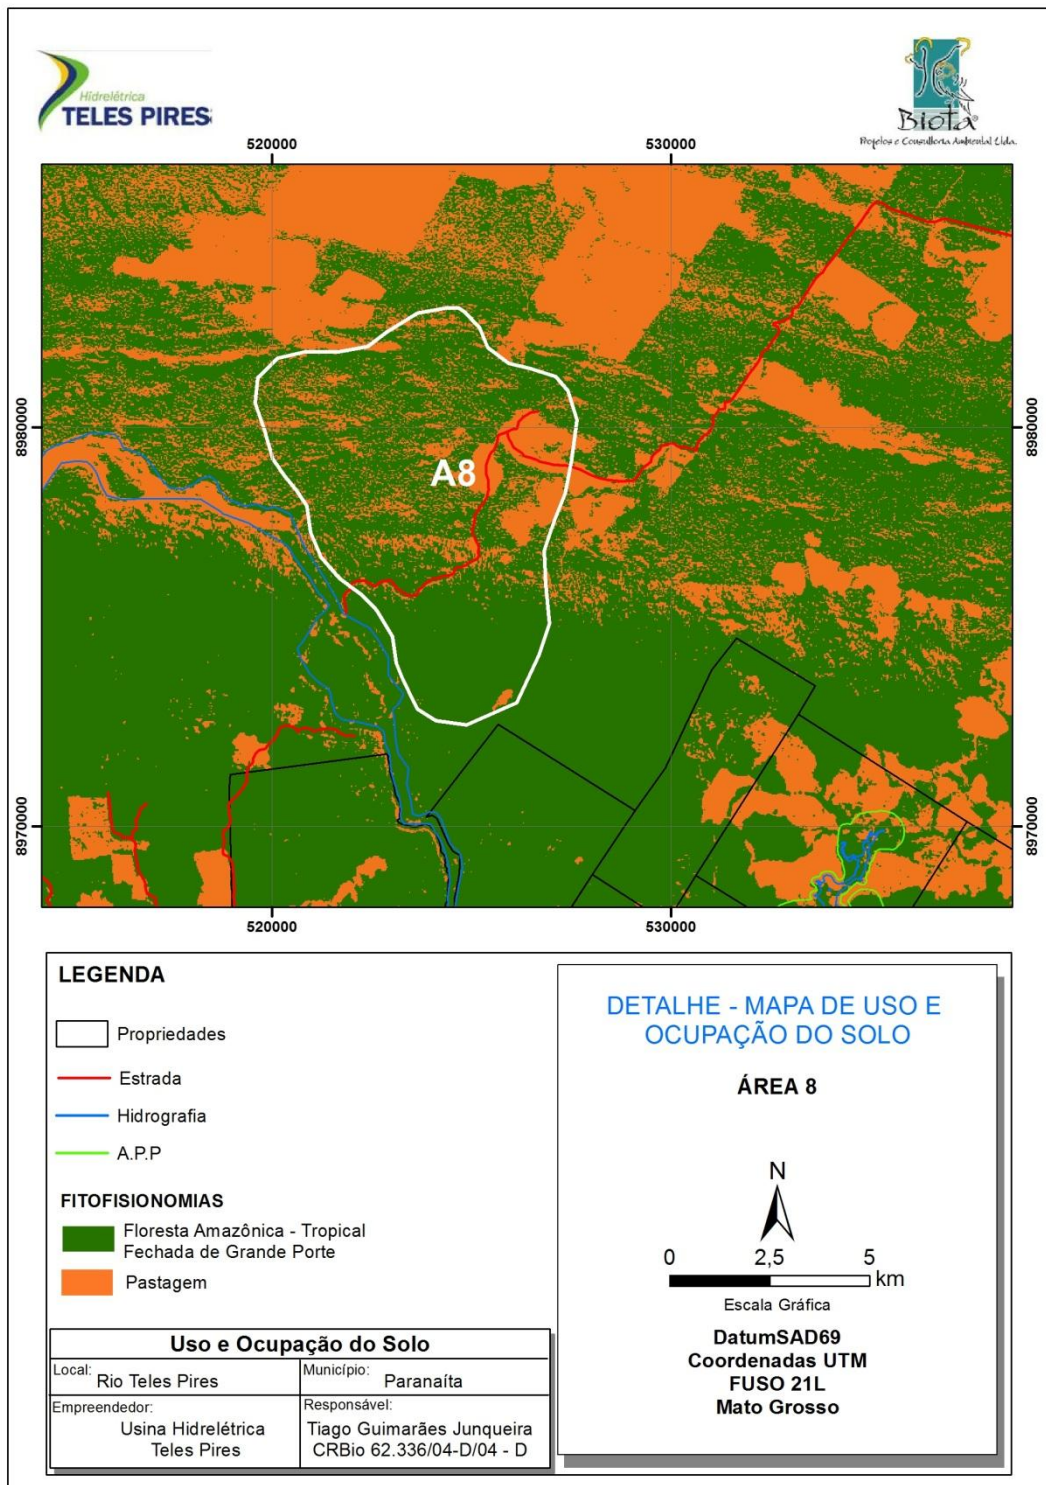 Hidrelétrica
TELES PIRES
Biota
Projetos e Consultoria Ambiental Ltda.
520000
530000
8980000
8980000
A8
8970000
8970000
520000
530000
LEGENDA
Propriedades
Estrada
Hidrografia
A.P.P
FITOFISIONOMIAS
Floresta Amazônica - Tropical
Fechada de Grande Porte
Pastagem
Uso e Ocupação do Solo
Local: Rio Teles Pires
Município: Paranaíta
Empreendedor:
Usina Hidrelétrica
Teles Pires
Responsável:
Tiago Guimarães Junqueira
CRBio 62.336/04-D/04 - D
DETALHE - MAPA DE USO E
OCUPAÇÃO DO SOLO
ÁREA 8
N
0 2,5 5
km
Escala Gráfica
DatumSAD69
Coordenadas UTM
FUSO 21L
Mato Grosso